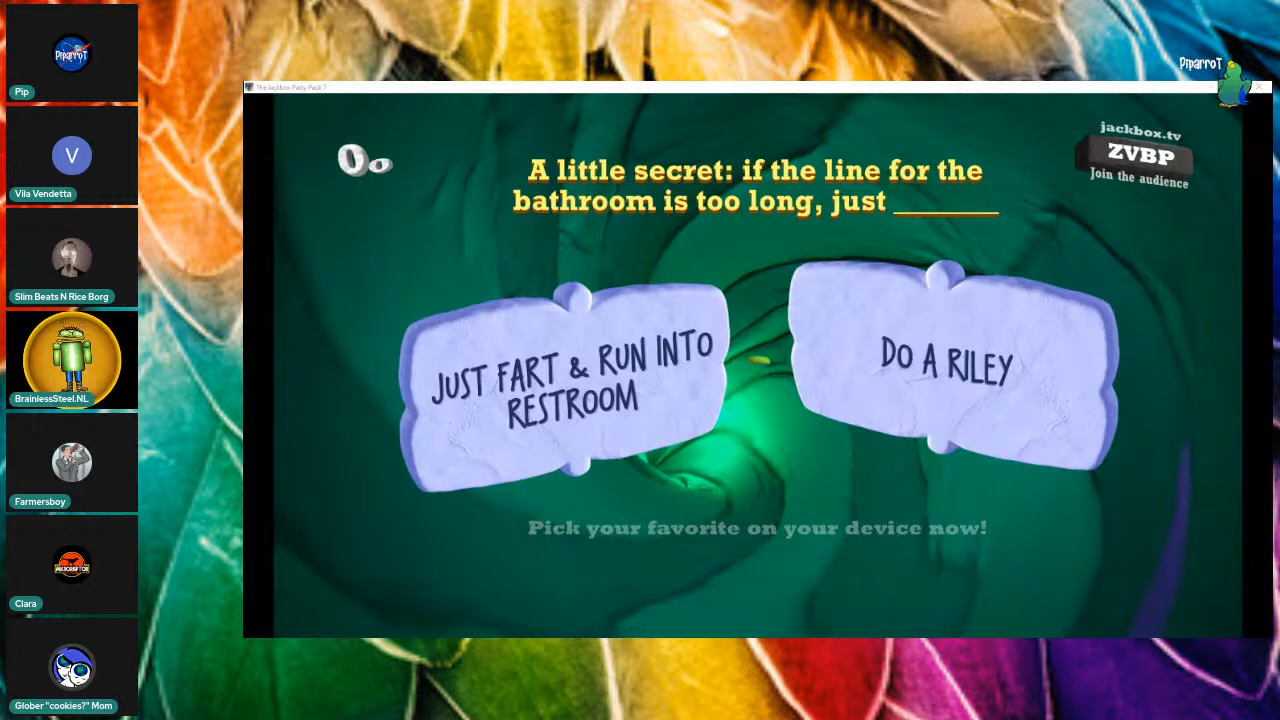 Pip
Vila Vendetta
Slim Beats N Rice Borg
BrainlessSteel.NL
Farmersboy
Clara
Glober "cookies?" Mom
PiparroT
PiparroT
The Jackbox Party Pack 7
jackbox.tv
ZVBP
Join the audience
A little secret: if the line for the
bathroom is too long, just ________
JUST FART & RUN INTO
RESTROOM
DO A RILEY
Pick your favorite on your device now!